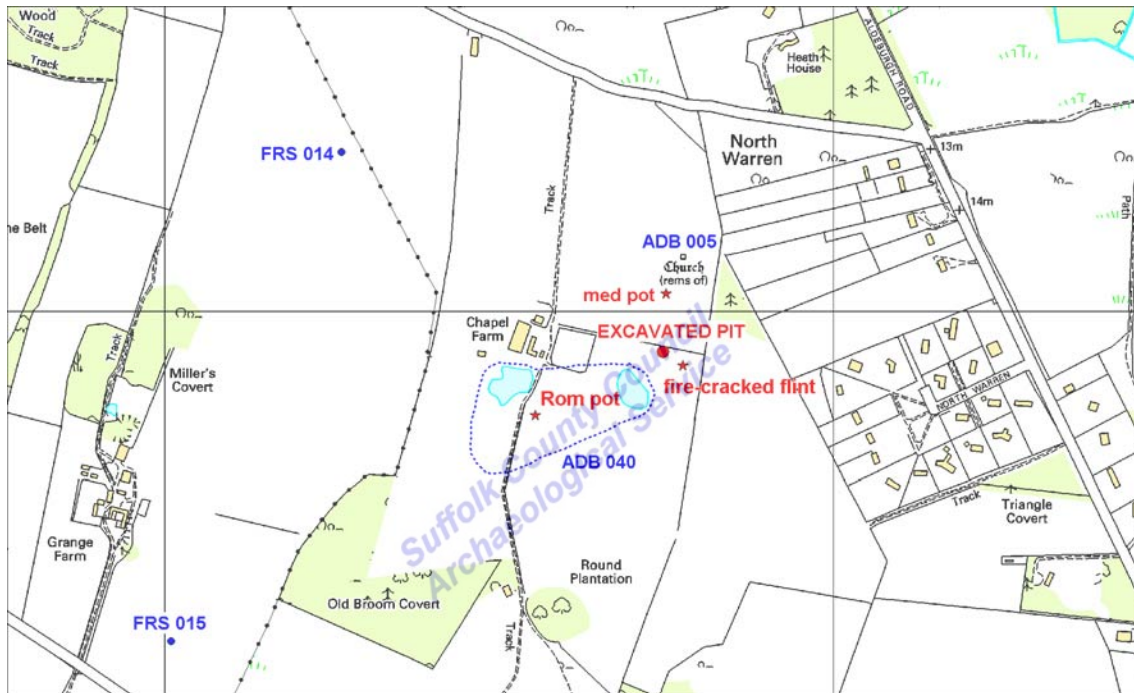 Wood
Track
Track
FRS 014
ne Belt
Track
Miller's
Covert
Grange
Farm
FRS 015
Track
ADB 005
Church
(rems of)
med pot
Chapel
Farm
EXCAVATED PIT
fire-cracked flint
Rom pot
ADB 040
Suffolk County Council
Archaeological Service
Old Broom Covert
Round
Plantation
Track
Heath
House
ALDEBURGH ROAD
North
Warren
13m
14m
Path
NORTH WARREN
Track
Triangle
Covert